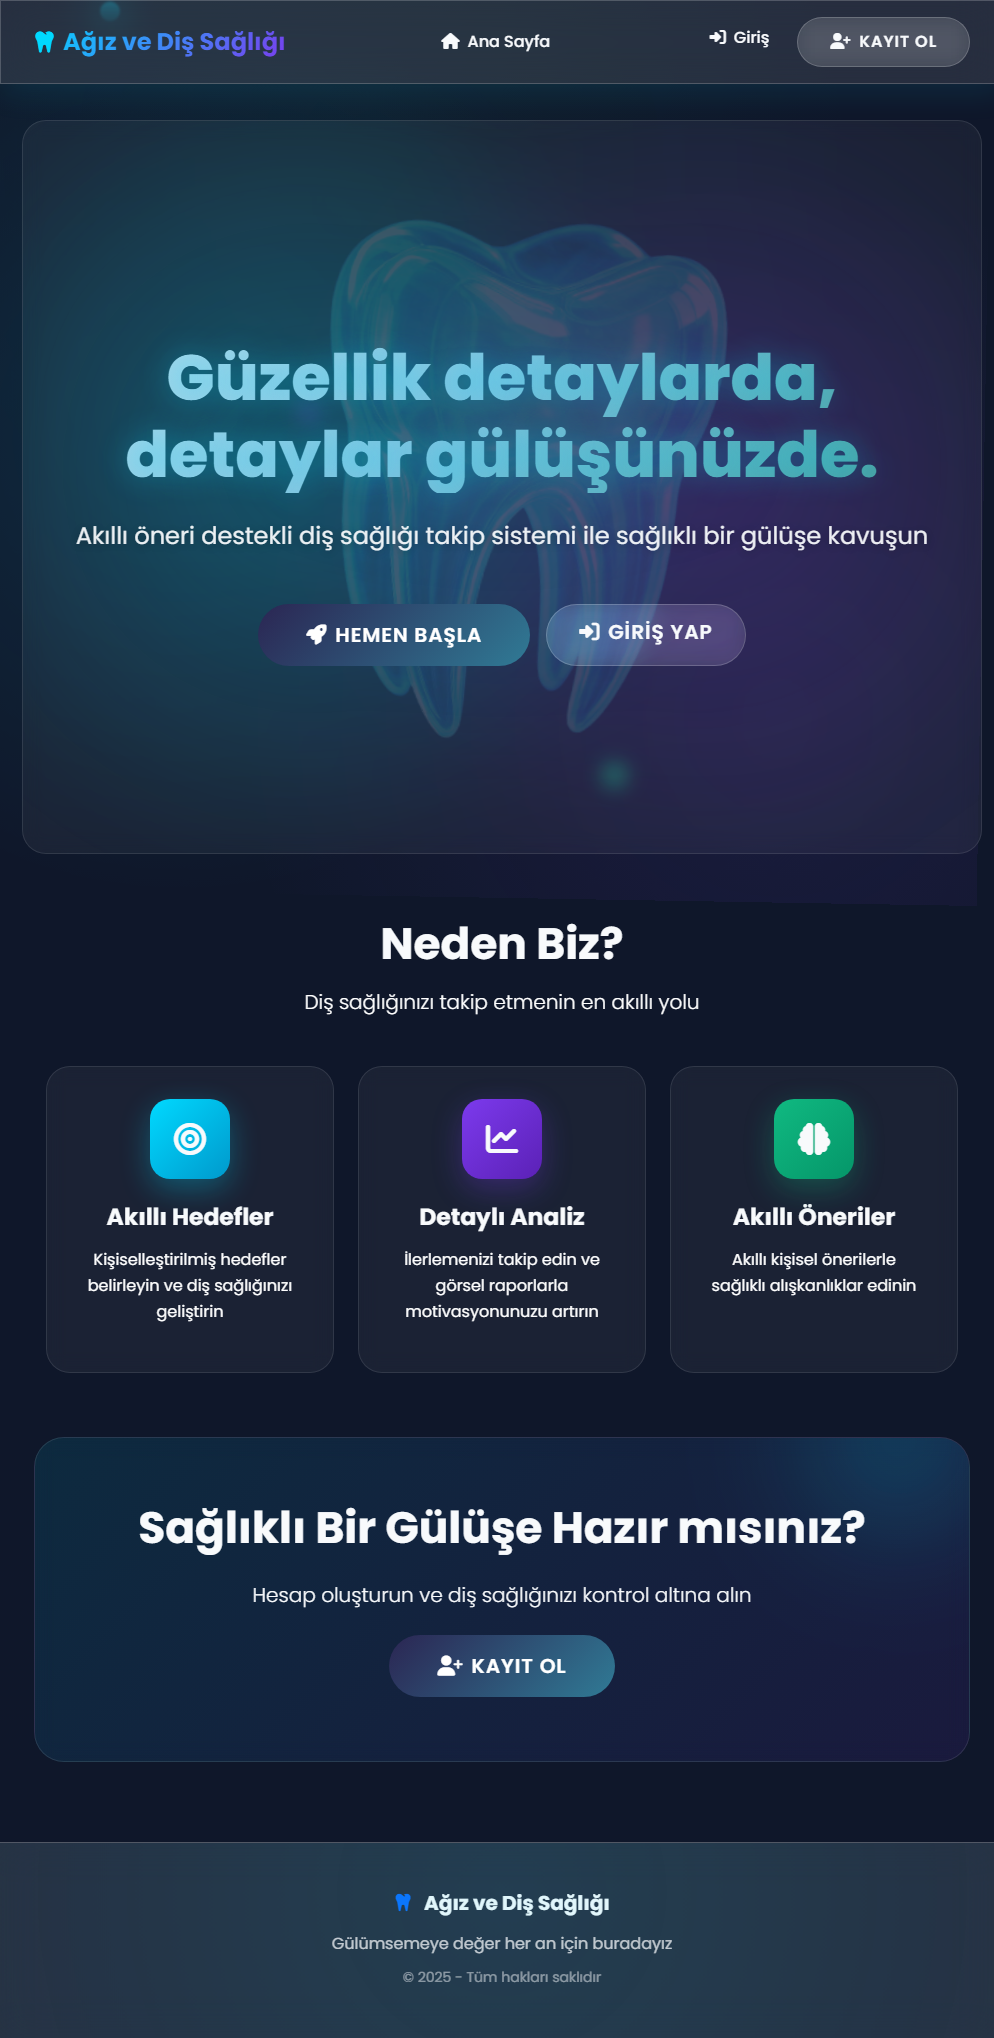 Ağız ve Diş Sağlığı
Ana Sayfa
Giriş
KAYIT OL
Güzellik detaylarda,
detaylar gülüşünüzde.
Akıllı öneri destekli diş sağlığı takip sistemi ile sağlıklı bir gülüşe kavuşun
HEMEN BAŞLA
GİRİŞ YAP
Neden Biz?
Diş sağlığınızı takip etmenin en akıllı yolu
Akıllı Hedefler
Kişiselleştirilmiş hedefler
belirleyin ve diş sağlığınızı
geliştirin
Detaylı Analiz
İlerlemenizi takip edin ve
görsel raporlarla
motivasyonunuzu artırın
Akıllı Öneriler
Akıllı kişisel önerilerle
sağlıklı alışkanlıklar edinin
Sağlıklı Bir Gülüşe Hazır mısınız?
Hesap oluşturun ve diş sağlığınızı kontrol altına alın
KAYIT OL
Ağız ve Diş Sağlığı
Gülümsemeye değer her an için buradayız
© 2025 - Tüm hakları saklıdır